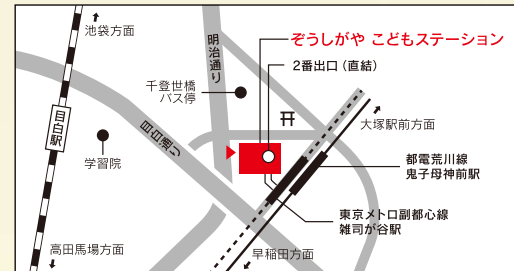 池袋方面
明治通り
ぞうしがや こどもステーション
2番出口（直結）
千登世橋
バス停
目白駅
目白通り
大塚駅前方面
学習院
都電荒川線
鬼子母神前駅
東京メトロ副都心線
雑司が谷駅
高田馬場方面
早稲田方面